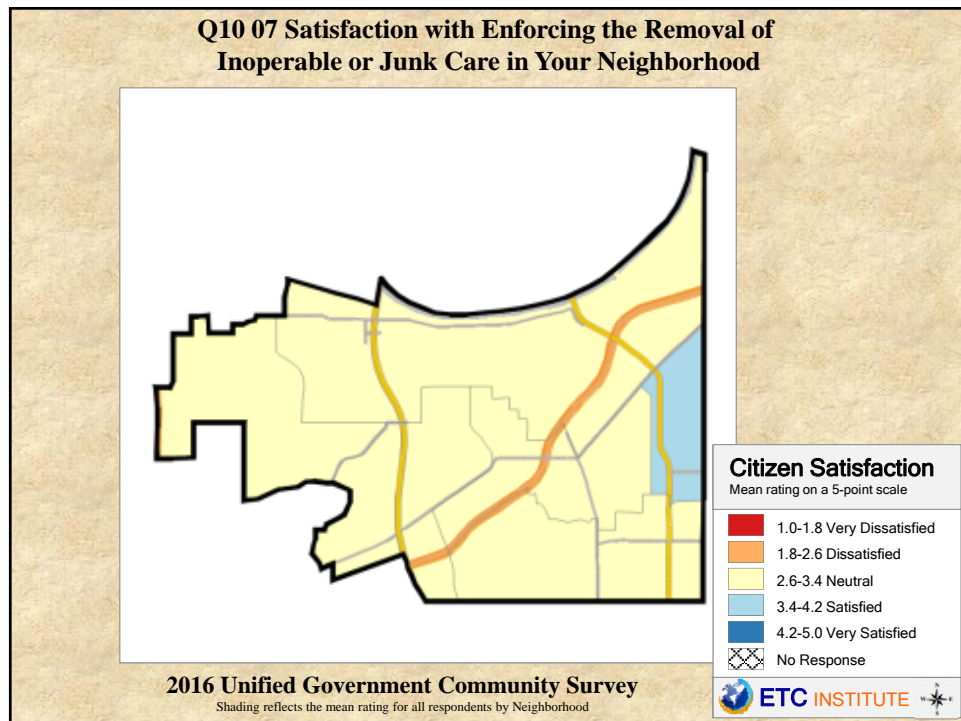 Q10 07 Satisfaction with Enforcing the Removal of
Inoperable or Junk Care in Your Neighborhood
Citizen Satisfaction
Mean rating on a 5-point scale
1.0-1.8 Very Dissatisfied
1.8-2.6 Dissatisfied
2.6-3.4 Neutral
3.4-4.2 Satisfied
4.2-5.0 Very Satisfied
No Response
ETC INSTITUTE
N
W E
S
2016 Unified Government Community Survey
Shading reflects the mean rating for all respondents by Neighborhood